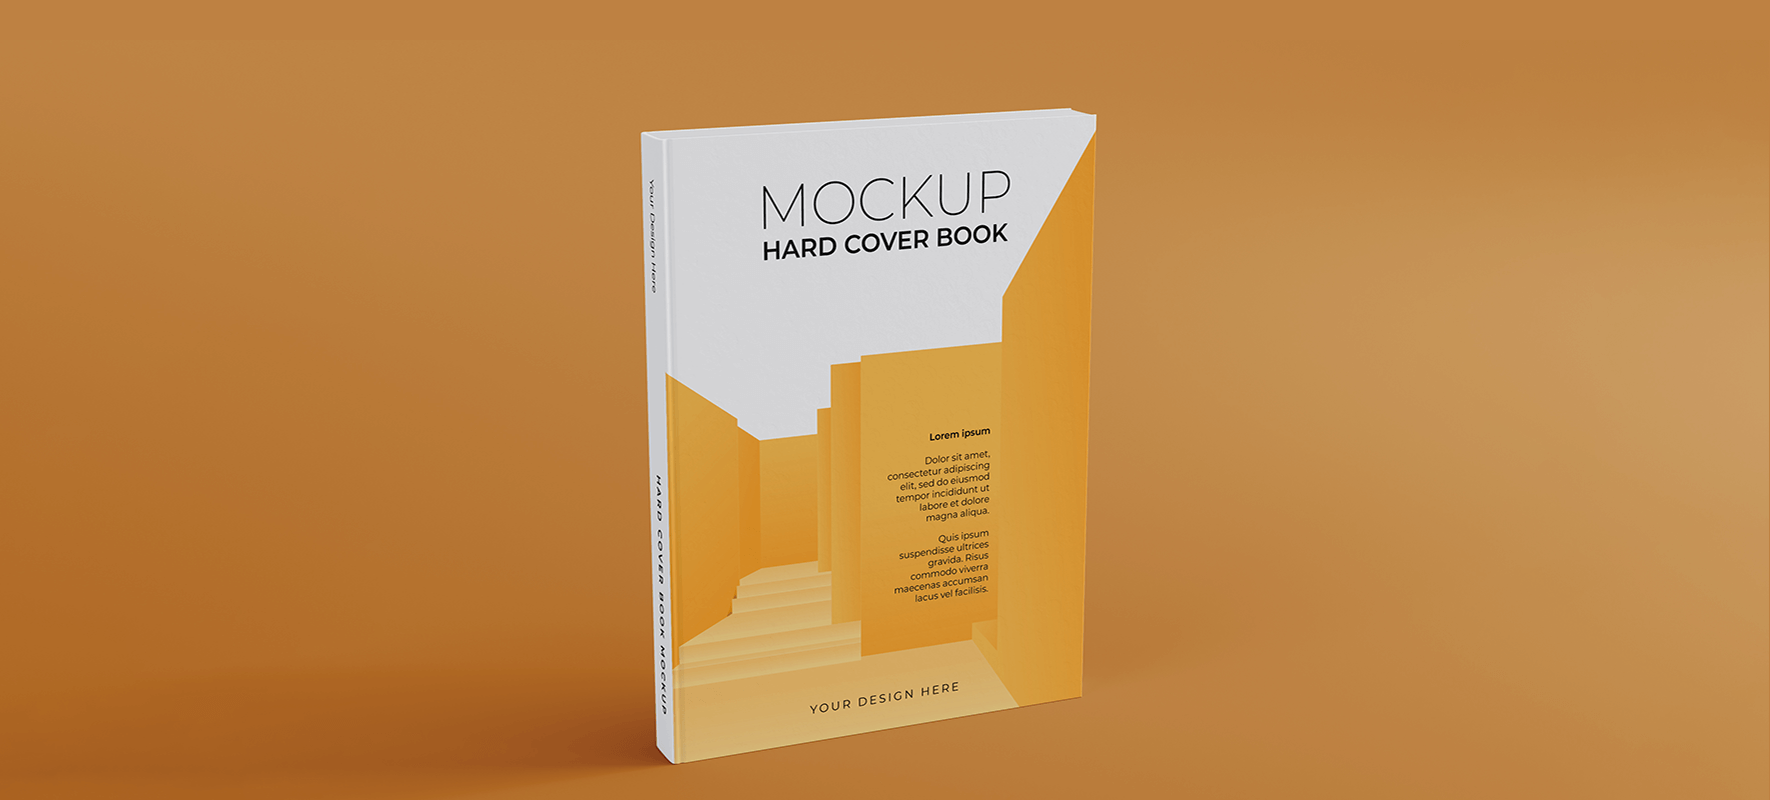 MOCKUP
HARD COVER BOOK
Lorem ipsum
Dolor sit amet,
consectetur adipiscing
elit, sed do eiusmod
tempor incididunt ut
labore et dolore
magna aliqua.
Quis ipsum
suspendisse ultrices
gravida. Risus
commodo viverra
maecenas accumsan
lacus vel facilisis.
YOUR DESIGN HERE
Your Design Here
HARD COVER BOOK MOCKUP